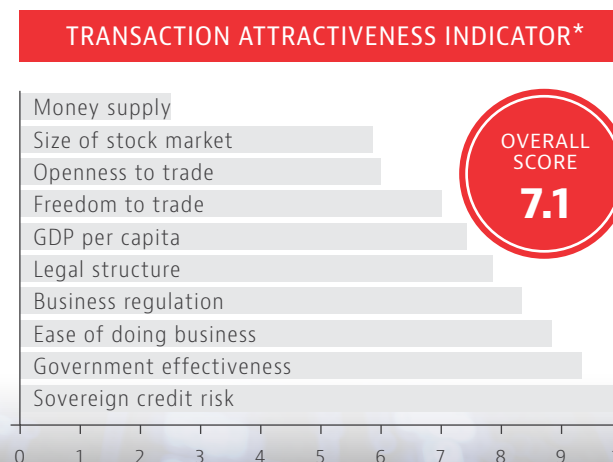 TRANSACTION ATTRACTIVENESS INDICATOR*
Money supply
Size of stock market
Openness to trade
Freedom to trade
GDP per capita
Legal structure
Business regulation
Ease of doing business
Government effectiveness
Sovereign credit risk
OVERALL
SCORE
7.1
0 1 2 3 4 5 6 7 8 9